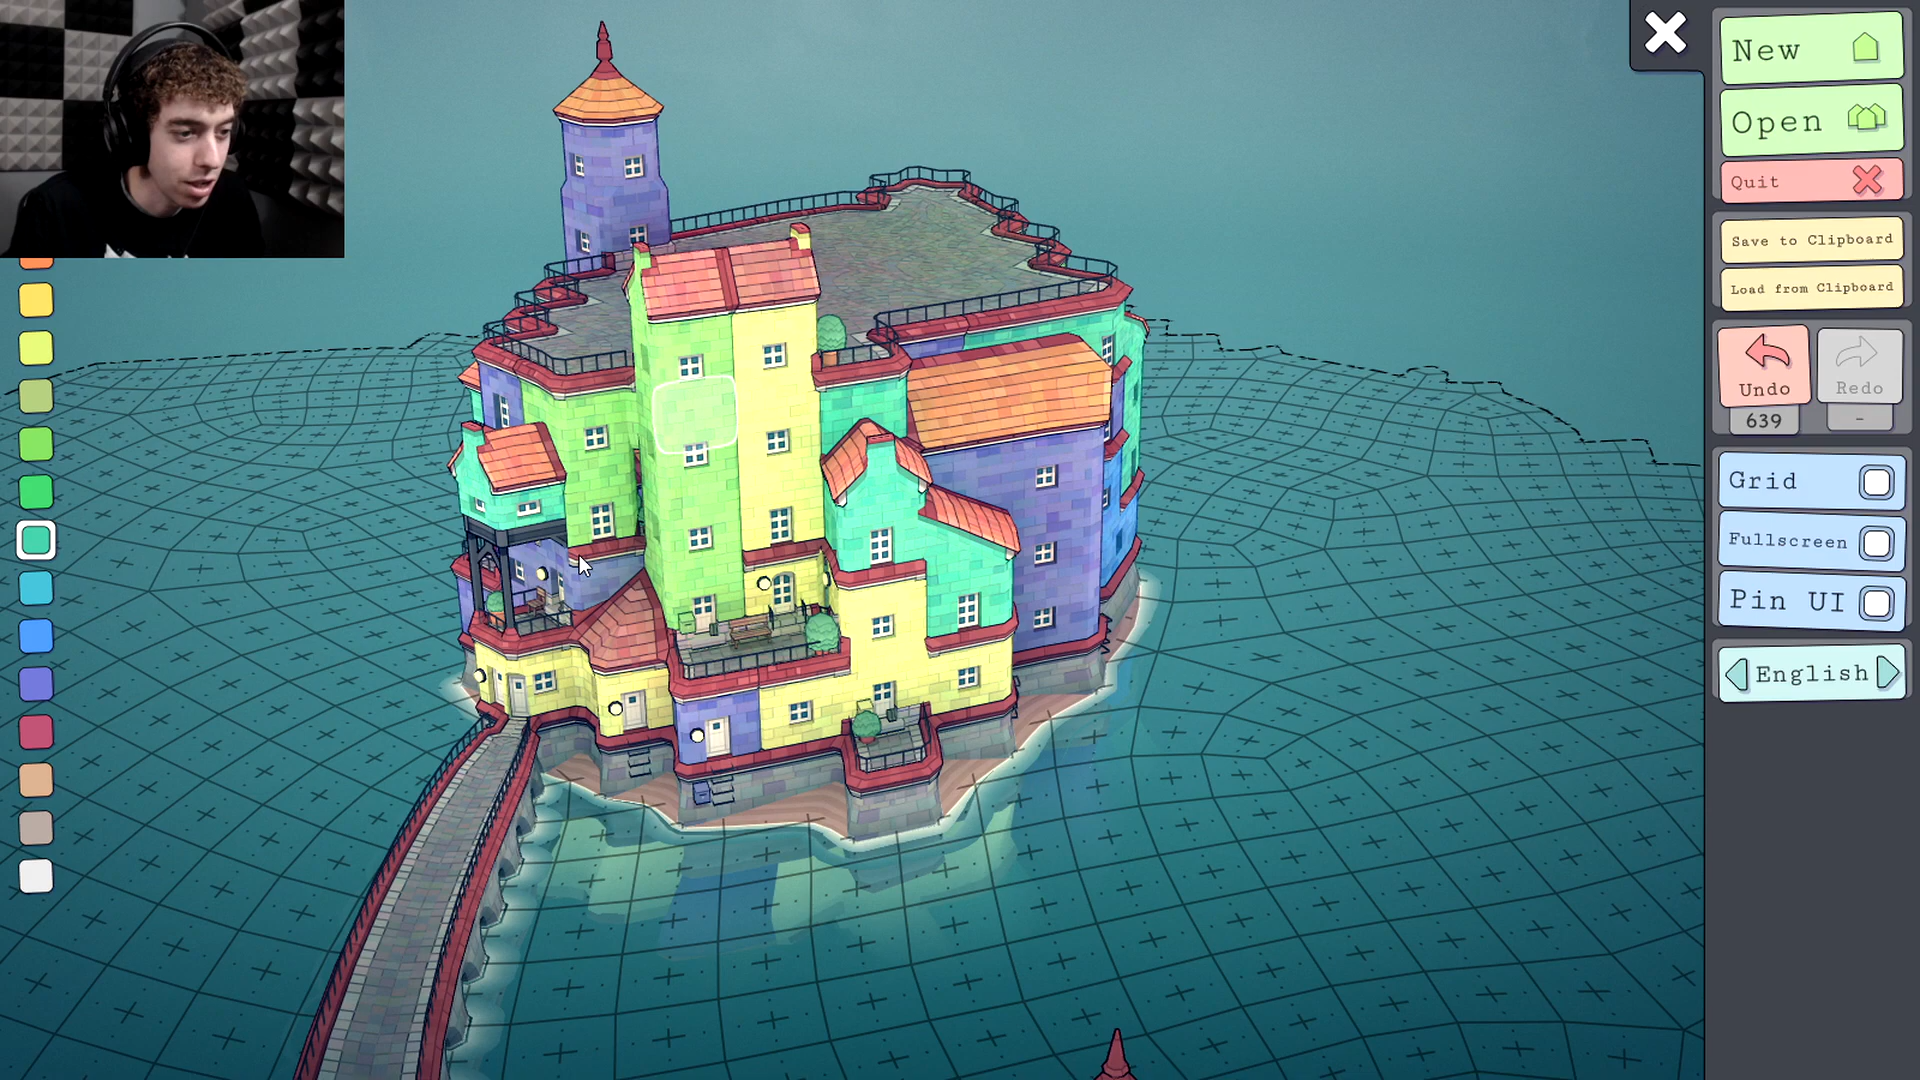 New
Open
Quit
Save to Clipboard
Load from Clipboard
Undo
Redo
639
-
Grid
Fullscreen
Pin UI
English